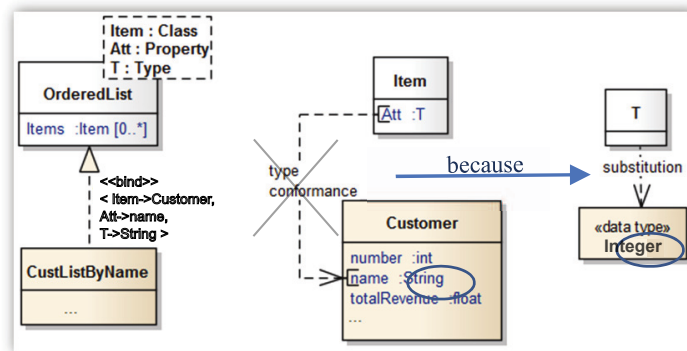 Item : Class
Att : Property
T : Type
OrderedList
Items :Item [0..*]
<<bind>>
< Item->Customer,
Att->name,
T->String >
CustListByName
...
Item
Att :T
type
conformance
Customer
number :int
name :String
totalRevenue :float
...
because
T
substitution
«data type»
Integer